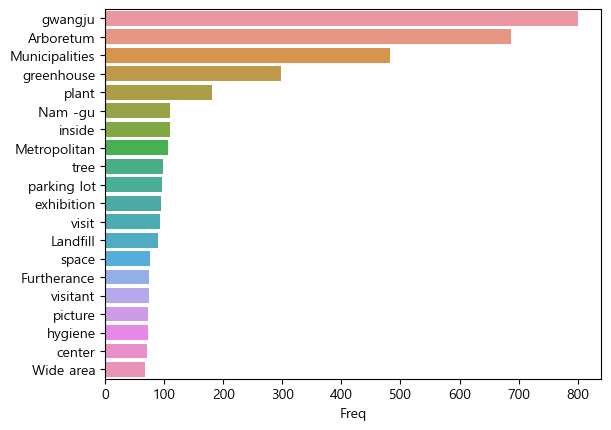 gwangju
Arboretum
Municipalities
greenhouse
plant
Nam -gu
inside
Metropolitan
tree
parking lot
exhibition
visit
Landfill
space
Furtherance
visitant
picture
hygiene
center
Wide area
0 100 200 300 400 500 600 700 800
Freq